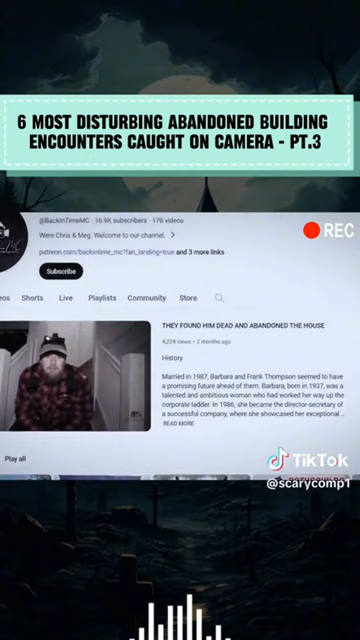 6 MOST DISTURBING ABANDONED BUILDING
ENCOUNTERS CAUGHT ON CAMERA - PT.3
@BackInTimeMC · 16.9K subscribers · 176 videos
REC
Were Chris & Meg. Welcome to our channel. >
patreon.com/backintime_mc?fan_landing=true and 3 more links
Subscribe
eos Shorts Live Playlists Community Store
THEY FOUND HIM DEAD AND ABANDONED THE HOUSE
4,224 views • 2 months ago
History
Married in 1987, Barbara and Frank Thompson seemed to have
a promising future ahead of them. Barbara, born in 1937, was a
talented and ambitious woman who had worked her way up the
corporate ladder. In 1986, she became the director-secretary of
a successful company, where she showcased her exceptional ...
READ MORE
Play all
TikTok
@scarycomp1